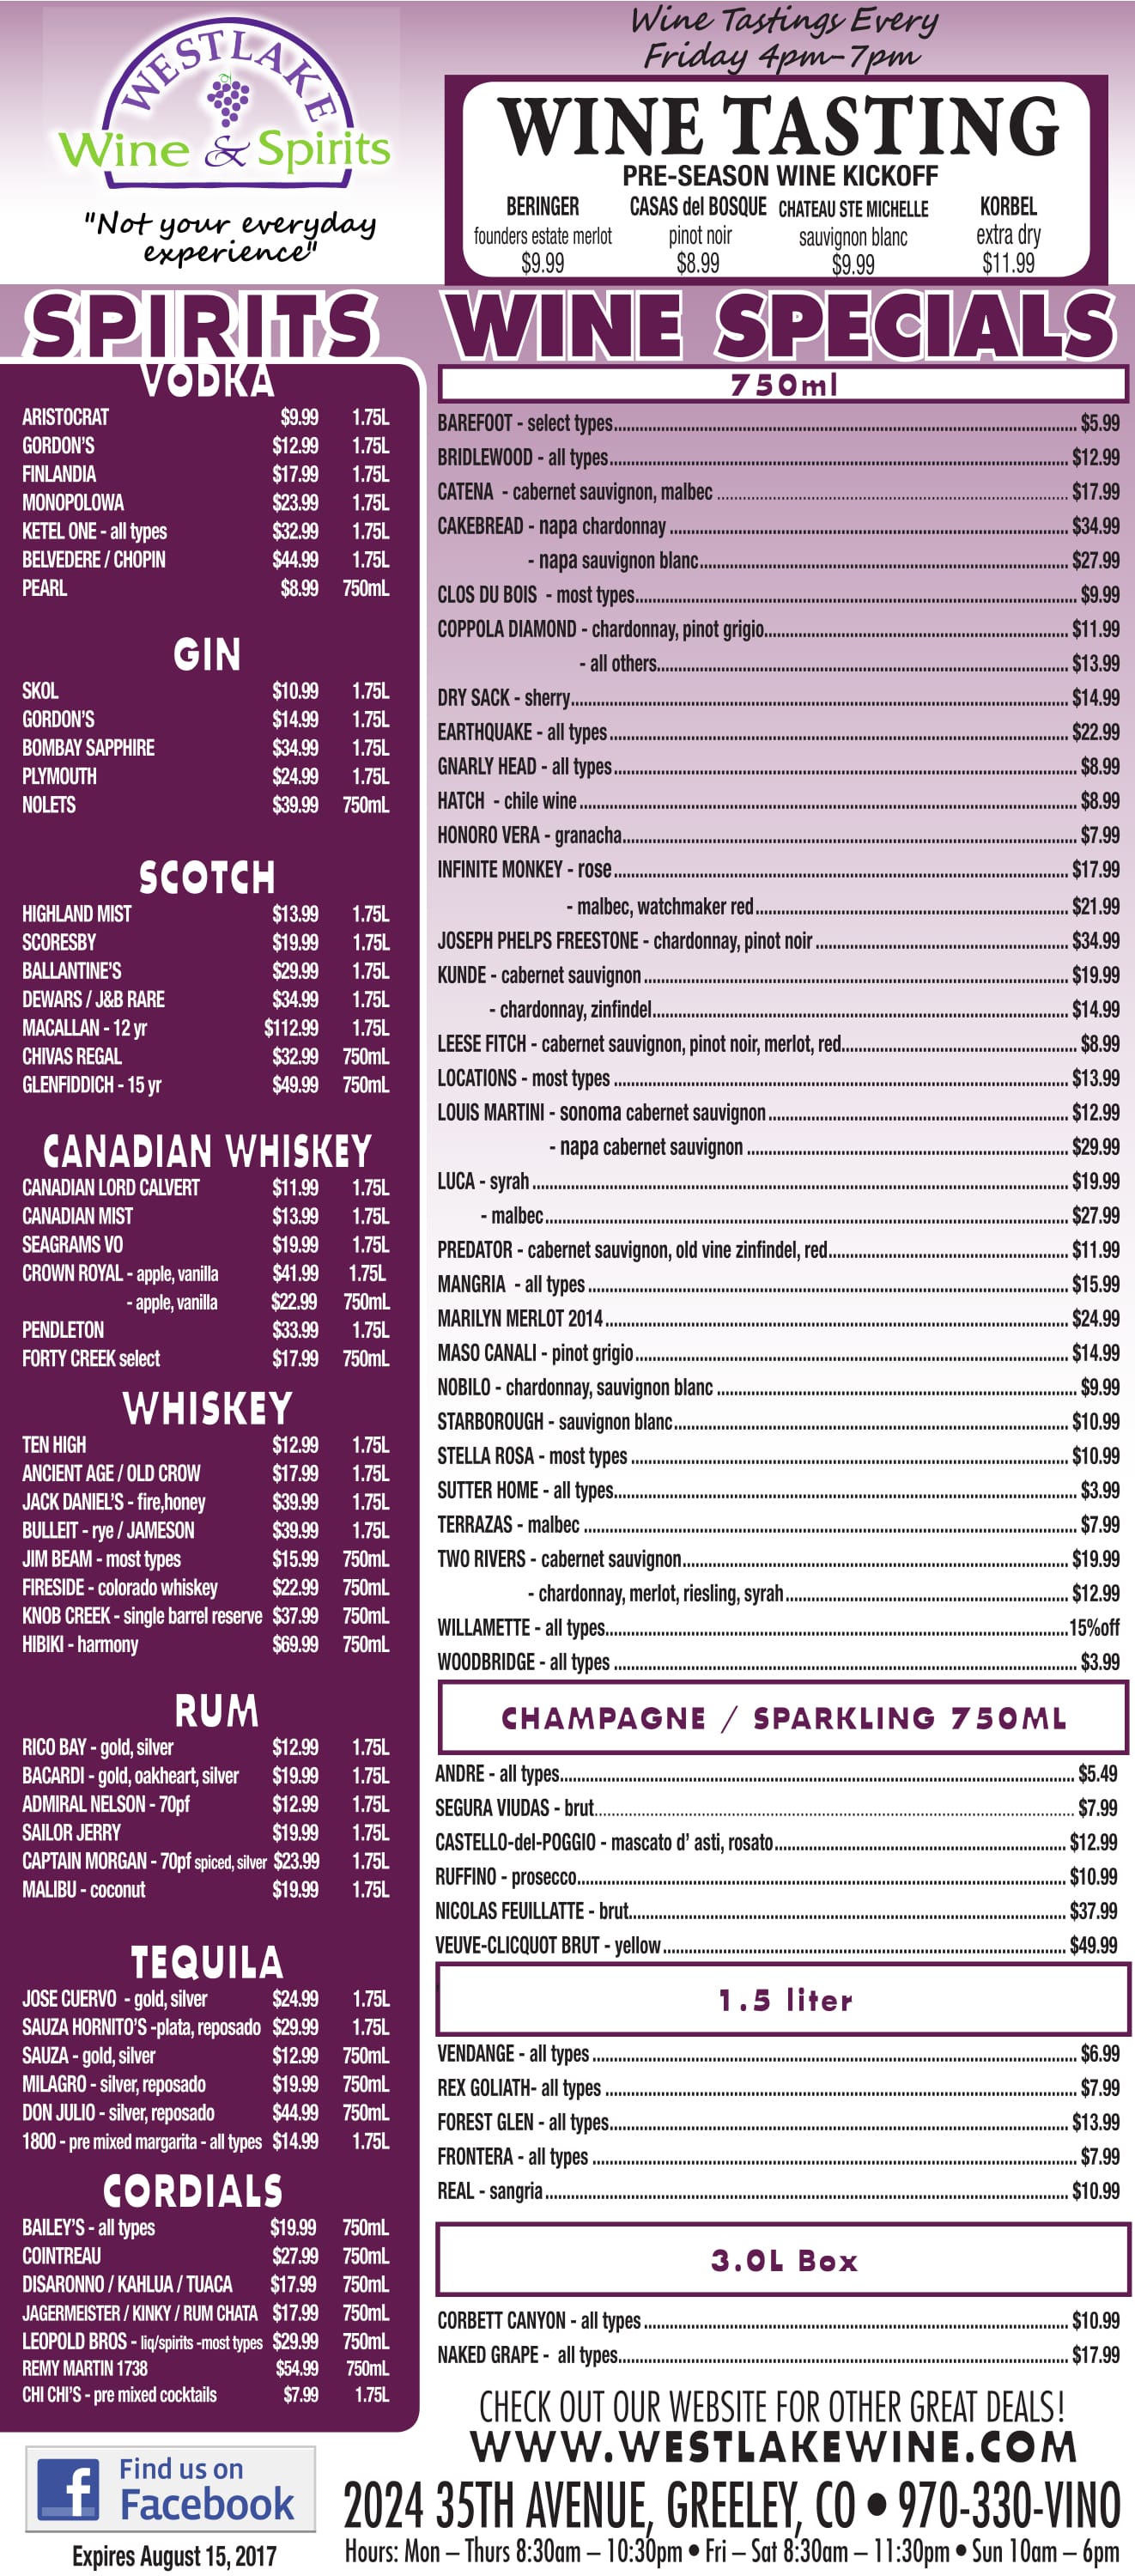 WESTLAKE
Wine & Spirits
"Not your everyday
experience"
Wine Tastings Every
Friday 4pm-7pm
WINE TASTING
PRE-SEASON WINE KICKOFF
BERINGER CASAS del BOSQUE CHATEAU STE MICHELLE KORBEL
founders estate merlot pinot noir sauvignon blanc extra dry
$9.99 $8.99 $9.99 $11.99
SPIRITS
VODKA
ARISTOCRAT $9.99 1.75L
GORDON'S $12.99 1.75L
FINLANDIA $17.99 1.75L
MONOPOLOWA $23.99 1.75L
KETEL ONE - all types $32.99 1.75L
BELVEDERE / CHOPIN $44.99 1.75L
PEARL $8.99 750mL
GIN
SKOL $10.99 1.75L
GORDON'S $14.99 1.75L
BOMBAY SAPPHIRE $34.99 1.75L
PLYMOUTH $24.99 1.75L
NOLETS $39.99 750mL
SCOTCH
HIGHLAND MIST $13.99 1.75L
SCORESBY $19.99 1.75L
BALLANTINE'S $29.99 1.75L
DEWARS / J&B RARE $34.99 1.75L
MACALLAN - 12 yr $112.99 1.75L
CHIVAS REGAL $32.99 750mL
GLENFIDDICH - 15 yr $49.99 750mL
CANADIAN WHISKEY
CANADIAN LORD CALVERT $11.99 1.75L
CANADIAN MIST $13.99 1.75L
SEAGRAMS VO $19.99 1.75L
CROWN ROYAL - apple, vanilla $41.99 1.75L
- apple, vanilla $22.99 750mL
PENDLETON $33.99 1.75L
FORTY CREEK select $17.99 750mL
WHISKEY
TEN HIGH $12.99 1.75L
ANCIENT AGE / OLD CROW $17.99 1.75L
JACK DANIEL'S - fire,honey $39.99 1.75L
BULLEIT - rye / JAMESON $39.99 1.75L
JIM BEAM - most types $15.99 750mL
FIRESIDE - colorado whiskey $22.99 750mL
KNOB CREEK - single barrel reserve $37.99 750mL
HIBIKI - harmony $69.99 750mL
RUM
RICO BAY - gold, silver $12.99 1.75L
BACARDI - gold, oakheart, silver $19.99 1.75L
ADMIRAL NELSON - 70pf $12.99 1.75L
SAILOR JERRY $19.99 1.75L
CAPTAIN MORGAN - 70pf spiced, silver $23.99 1.75L
MALIBU - coconut $19.99 1.75L
TEQUILA
JOSE CUERVO - gold, silver $24.99 1.75L
SAUZA HORNITO'S -plata, reposado $29.99 1.75L
SAUZA - gold, silver $12.99 750mL
MILAGRO - silver, reposado $19.99 750mL
DON JULIO - silver, reposado $44.99 750mL
1800 - pre mixed margarita - all types $14.99 1.75L
CORDIALS
BAILEY'S - all types $19.99 750mL
COINTREAU $27.99 750mL
DISARONNO / KAHLUA / TUACA $17.99 750mL
JAGERMEISTER / KINKY / RUM CHATA $17.99 750mL
LEOPOLD BROS - liq/spirits -most types $29.99 750mL
REMY MARTIN 1738 $54.99 750mL
CHI CHI'S - pre mixed cocktails $7.99 1.75L
WINE SPECIALS
750ml
BAREFOOT - select types $5.99
BRIDLEWOOD - all types $12.99
CATENA - cabernet sauvignon, malbec $17.99
CAKEBREAD - napa chardonnay $34.99
- napa sauvignon blanc $27.99
CLOS DU BOIS - most types $9.99
COPPOLA DIAMOND - chardonnay, pinot grigio $11.99
- all others $13.99
DRY SACK - sherry $14.99
EARTHQUAKE - all types $22.99
GNARLY HEAD - all types $8.99
HATCH - chile wine $8.99
HONORO VERA - granacha $7.99
INFINITE MONKEY - rose $17.99
- malbec, watchmaker red $21.99
JOSEPH PHELPS FREESTONE - chardonnay, pinot noir $34.99
KUNDE - cabernet sauvignon $19.99
- chardonnay, zinfindel $14.99
LEESE FITCH - cabernet sauvignon, pinot noir, merlot, red $8.99
LOCATIONS - most types $13.99
LOUIS MARTINI - sonoma cabernet sauvignon $12.99
- napa cabernet sauvignon $29.99
LUCA - syrah $19.99
- malbec $27.99
PREDATOR - cabernet sauvignon, old vine zinfindel, red $11.99
MANGRIA - all types $15.99
MARILYN MERLOT 2014 $24.99
MASO CANALI - pinot grigio $14.99
NOBILO - chardonnay, sauvignon blanc $9.99
STARBOROUGH - sauvignon blanc $10.99
STELLA ROSA - most types $10.99
SUTTER HOME - all types $3.99
TERRAZAS - malbec $7.99
TWO RIVERS - cabernet sauvignon $19.99
- chardonnay, merlot, riesling, syrah $12.99
WILLAMETTE - all types 15%off
WOODBRIDGE - all types $3.99
CHAMPAGNE / SPARKLING 750ML
ANDRE - all types $5.49
SEGURA VIUDAS - brut $7.99
CASTELLO-del-POGGIO - mascato d' asti, rosato $12.99
RUFFINO - prosecco $10.99
NICOLAS FEUILLATTE - brut $37.99
VEUVE-CLICQUOT BRUT - yellow $49.99
1.5 liter
VENDANGE - all types $6.99
REX GOLIATH- all types $7.99
FOREST GLEN - all types $13.99
FRONTERA - all types $7.99
REAL - sangria $10.99
3.0L Box
CORBETT CANYON - all types $10.99
NAKED GRAPE - all types $17.99
CHECK OUT OUR WEBSITE FOR OTHER GREAT DEALS!
WWW.WESTLAKEWINE.COM
f
Find us on
Facebook
Expires August 15, 2017
2024 35TH AVENUE, GREELEY, CO • 970-330-VINO
Hours: Mon – Thurs 8:30am – 10:30pm • Fri – Sat 8:30am – 11:30pm • Sun 10am – 6pm